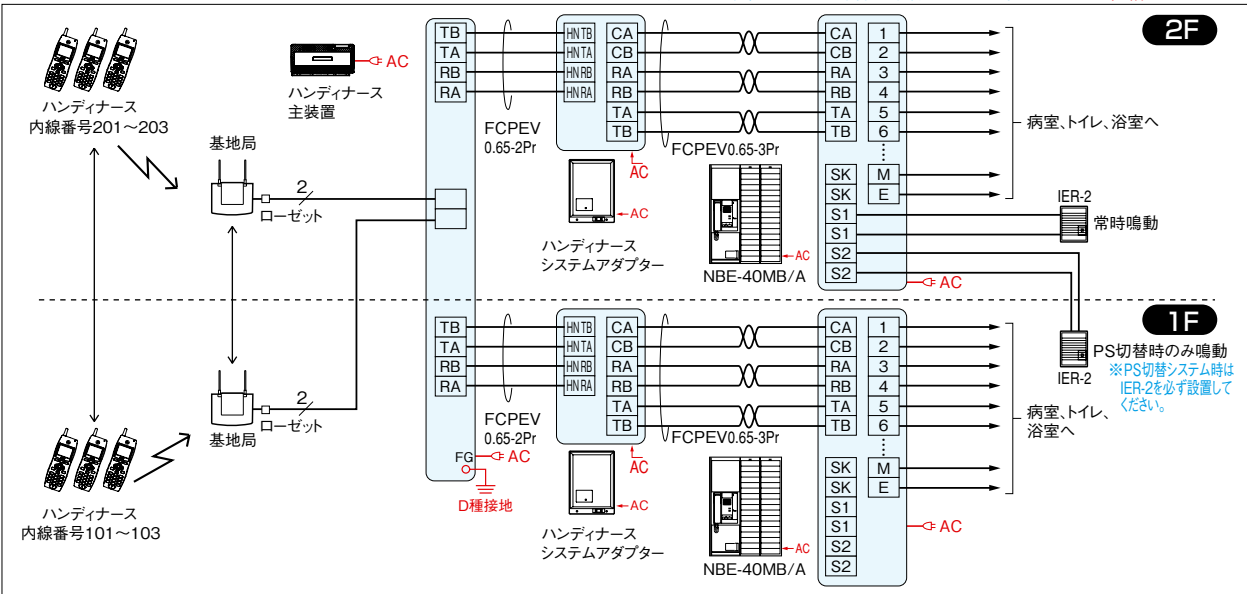 2F
ハンディナース
内線番号201～203
ハンディナース
主装置
AC
基地局
2
ローゼット
TB
TA
RB
RA
FCPEV
0.65-2Pr
HNTB
HNTA
HNRB
HNRA
CA
CB
RA
RB
TA
TB
AC
FCPEV0.65-3Pr
ハンディナース
システムアダプター
AC
NBE-40MB/A
AC
CA
CB
RA
RB
TA
TB
SK
SK
S1
S1
S2
S2
1
2
3
4
5
6
M
E
AC
病室、トイレ、浴室へ
IER-2
常時鳴動
1F
IER-2
PS切替時のみ鳴動
※PS切替システム時は
IER-2を必ず設置して
ください。
基地局
2
ローゼット
ハンディナース
内線番号101～103
TB
TA
RB
RA
FG
AC
D種接地
FCPEV
0.65-2Pr
HNTB
HNTA
HNRB
HNRA
CA
CB
RA
RB
TA
TB
AC
FCPEV0.65-3Pr
ハンディナース
システムアダプター
AC
NBE-40MB/A
AC
CA
CB
RA
RB
TA
TB
SK
SK
S1
S1
S2
S2
1
2
3
4
5
6
M
E
AC
病室、トイレ、
浴室へ